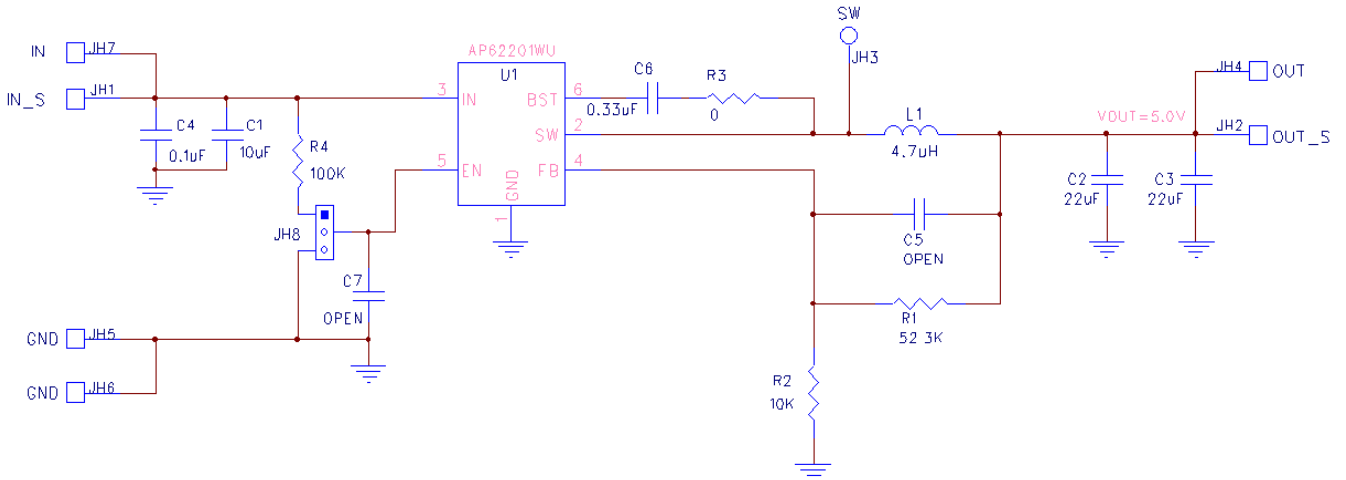 SW
IN
JH7
AP62201WU
U1
C6
R3
JH3
JH4
OUT
IN_S
JH1
3
IN
BST
6
0.33uF
0
L1
VOUT=5.0V
C4
C1
SW
2
4.7uH
JH2
OUT_S
0.1uF
10uF
R4
100K
5
EN
FB
4
GND
1
C2
22uF
C3
22uF
JH8
C5
OPEN
C7
OPEN
R1
52 3K
GND
JH5
GND
JH6
R2
10K